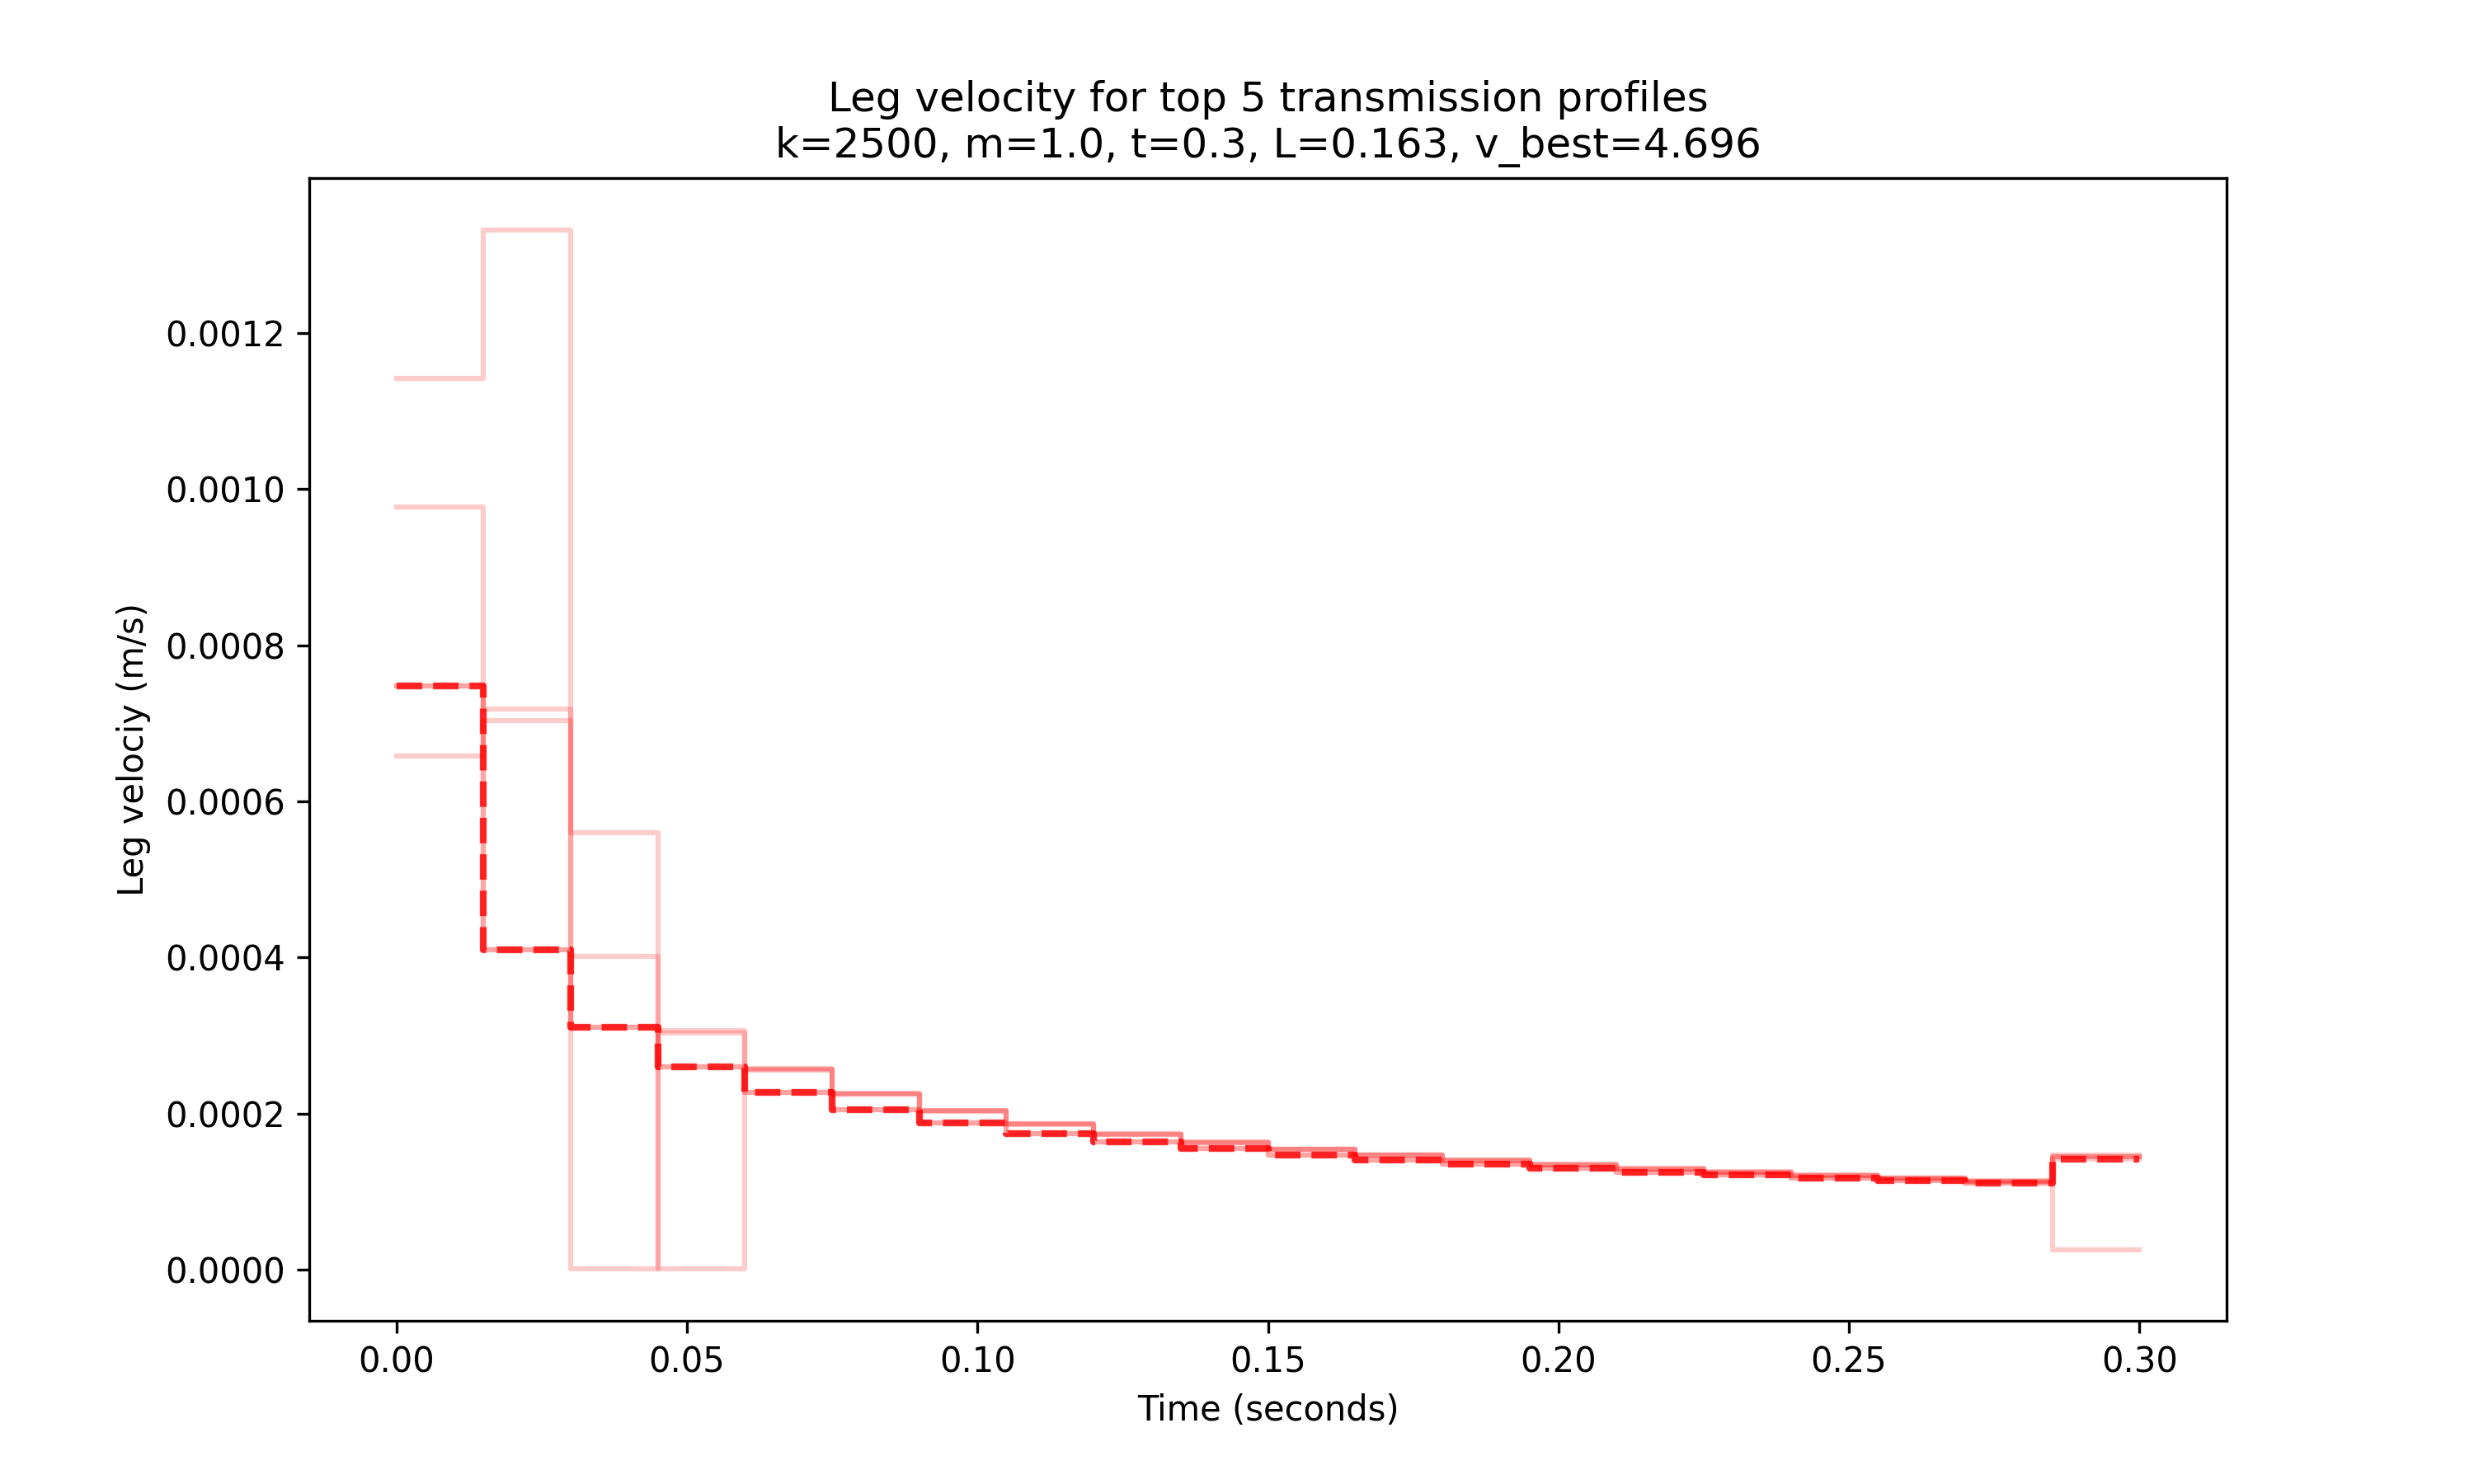 Leg velocity for top 5 transmission profiles
k=2500, m=1.0, t=0.3, L=0.163, v_best=4.696
Leg velociy (m/s)
0.0012
0.0010
0.0008
0.0006
0.0004
0.0002
0.0000
0.00 0.05 0.10 0.15 0.20 0.25 0.30
Time (seconds)